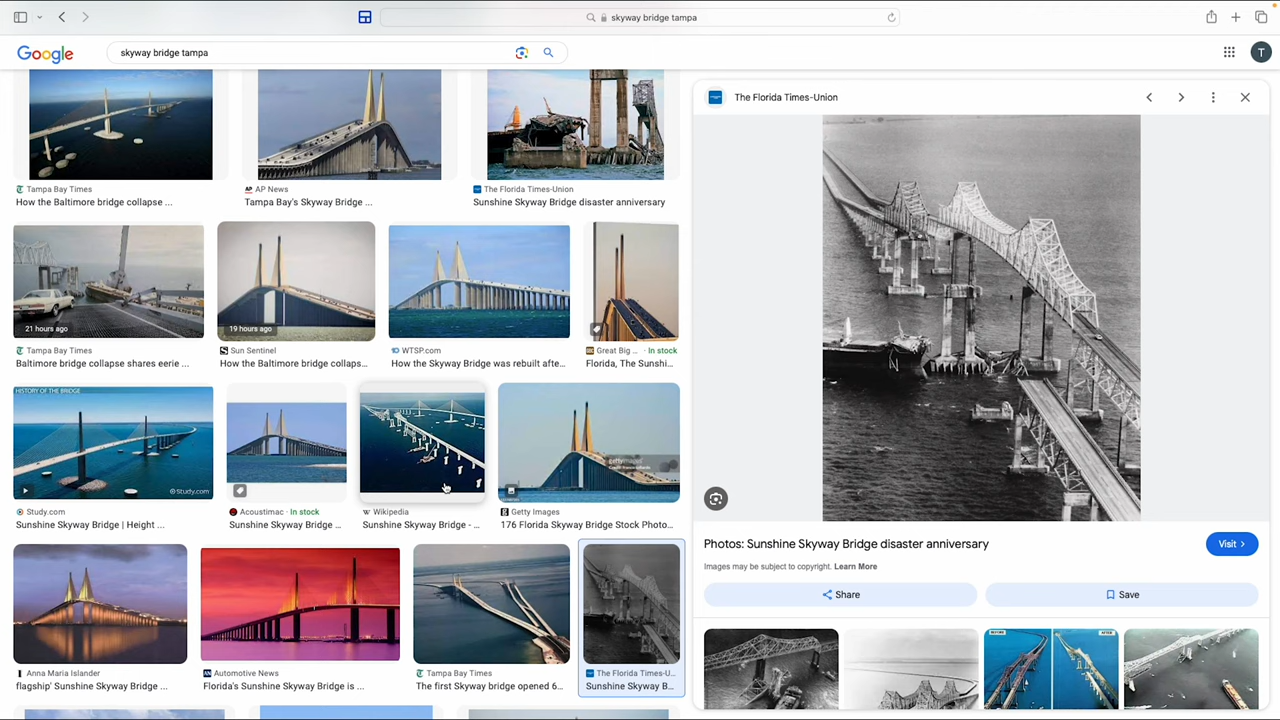 skyway bridge tampa
Google
skyway bridge tampa
T
Tampa Bay Times
How the Baltimore bridge collapse ...
AP News
Tampa Bay's Skyway Bridge ...
The Florida Times-Union
Sunshine Skyway Bridge disaster anniversary
21 hours ago
Tampa Bay Times
Baltimore bridge collapse shares eerie ...
19 hours ago
Sun Sentinel
How the Baltimore bridge collaps...
WTSP.com
How the Skyway Bridge was rebuilt afte...
Great Big ... · In stock
Florida, The Sunshi...
HISTORY OF THE BRIDGE
Study.com
Study.com
Sunshine Skyway Bridge | Height ...
Acoustimac · In stock
Sunshine Skyway Bridge ...
W Wikipedia
Sunshine Skyway Bridge - ...
gettyimages
Getty Images
176 Florida Skyway Bridge Stock Photo...
Anna Maria Islander
flagship' Sunshine Skyway Bridge ...
AN Automotive News
Florida's Sunshine Skyway Bridge is ...
Tampa Bay Times
The first Skyway bridge opened 6...
The Florida Times-U...
Sunshine Skyway B...
The Florida Times-Union
Photos: Sunshine Skyway Bridge disaster anniversary
Visit
Images may be subject to copyright. Learn More
Share
Save
BEFORE
AFTER